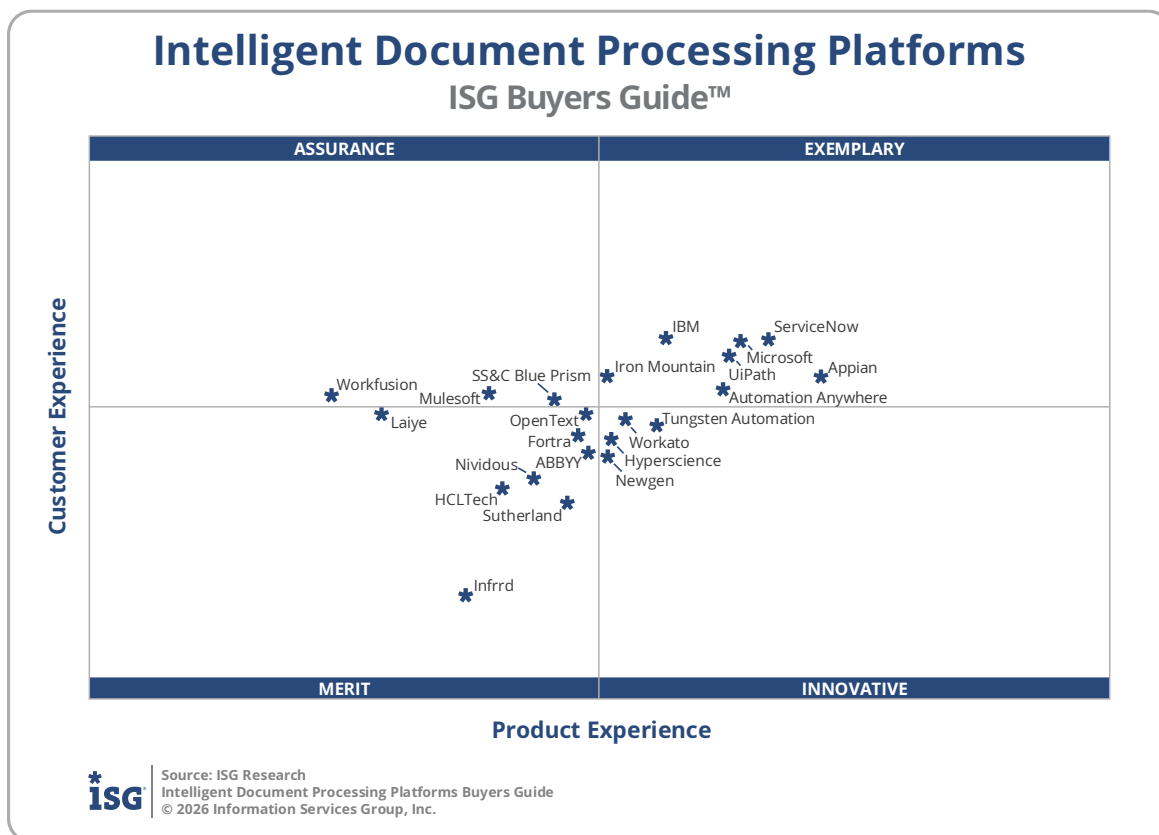 Intelligent Document Processing Platforms
ISG Buyers Guide™
ASSURANCE
EXEMPLARY
Customer Experience
IBM
ServiceNow
Microsoft
Iron Mountain
UiPath
Appian
SS&C Blue Prism
Workfusion
Mulesoft
Automation Anywhere
Laiye
OpenText
Tungsten Automation
Fortra
Workato
ABBYY
Hyperscience
Nividous
Newgen
HCLTech
Sutherland
Infrrd
MERIT
INNOVATIVE
Product Experience
ISG
Source: ISG Research
Intelligent Document Processing Platforms Buyers Guide
© 2026 Information Services Group, Inc.